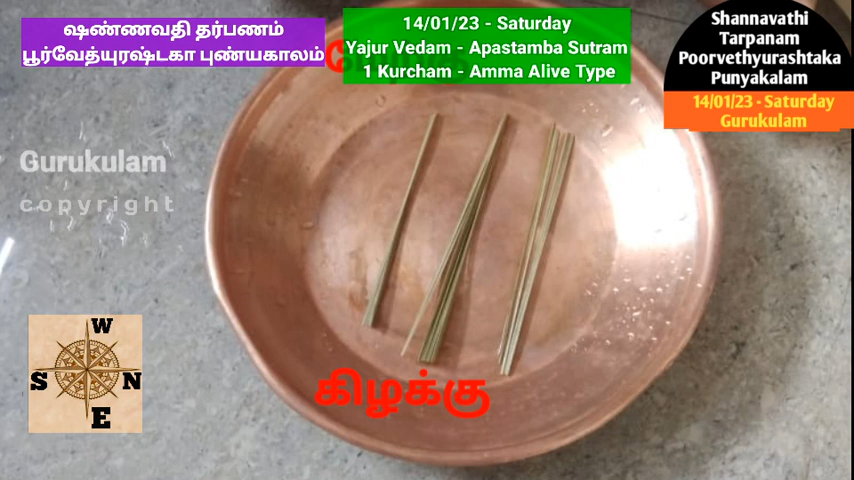 ஷண்ணவதி தர்பணம்
பூர்வேத்யுரஷ்டகா புண்யகாலம்
14/01/23 - Saturday
Yajur Vedam - Apastamba Sutram
1 Kurcham - Amma Alive Type
Shannavathi
Tarpanam
Poorvethyurashtaka
Punyakalam
14/01/23 - Saturday
Gurukulam
Gurukulam
copyright
W
S N
E
கிழக்கு